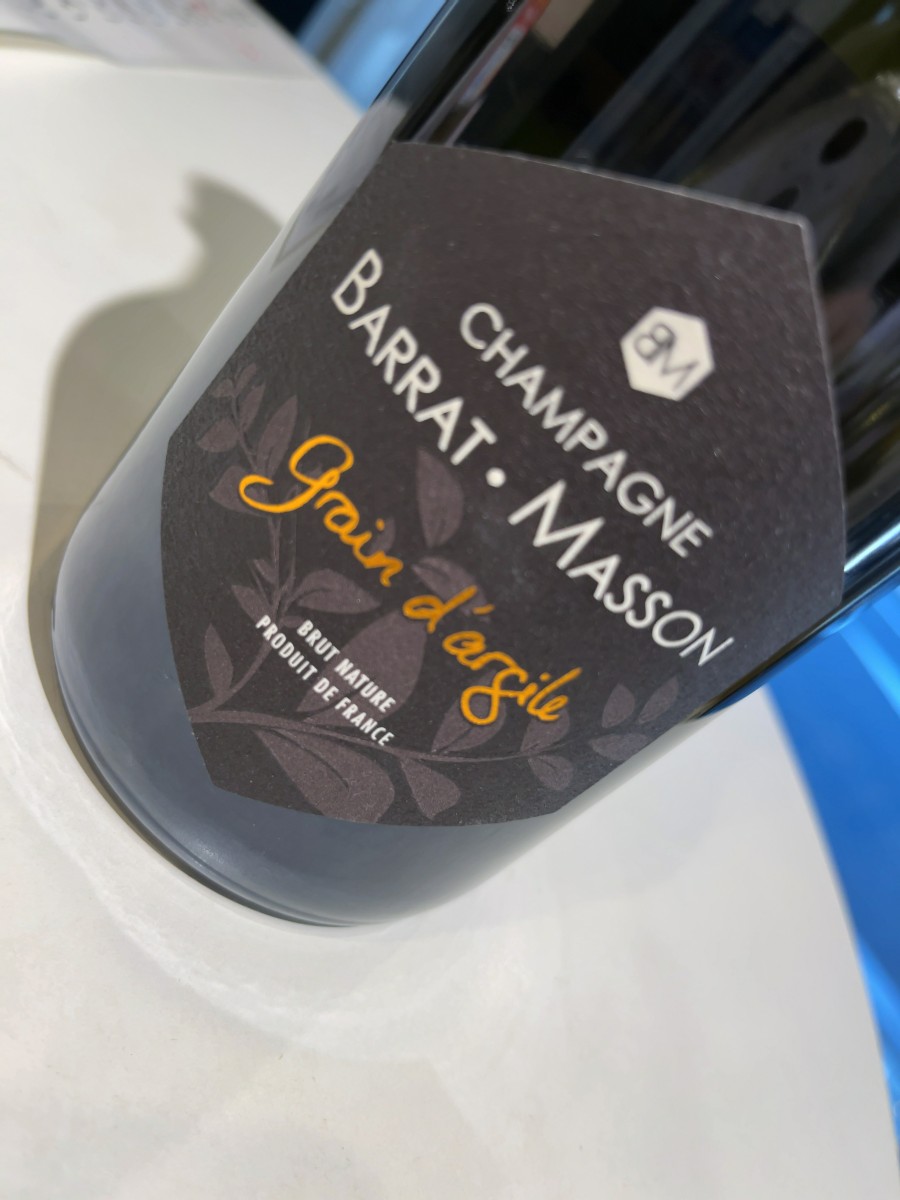 BM
CHAMPAGNE
BARRAT • MASSON
Grain d'argile
BRUT NATURE
PRODUIT DE FRANCE